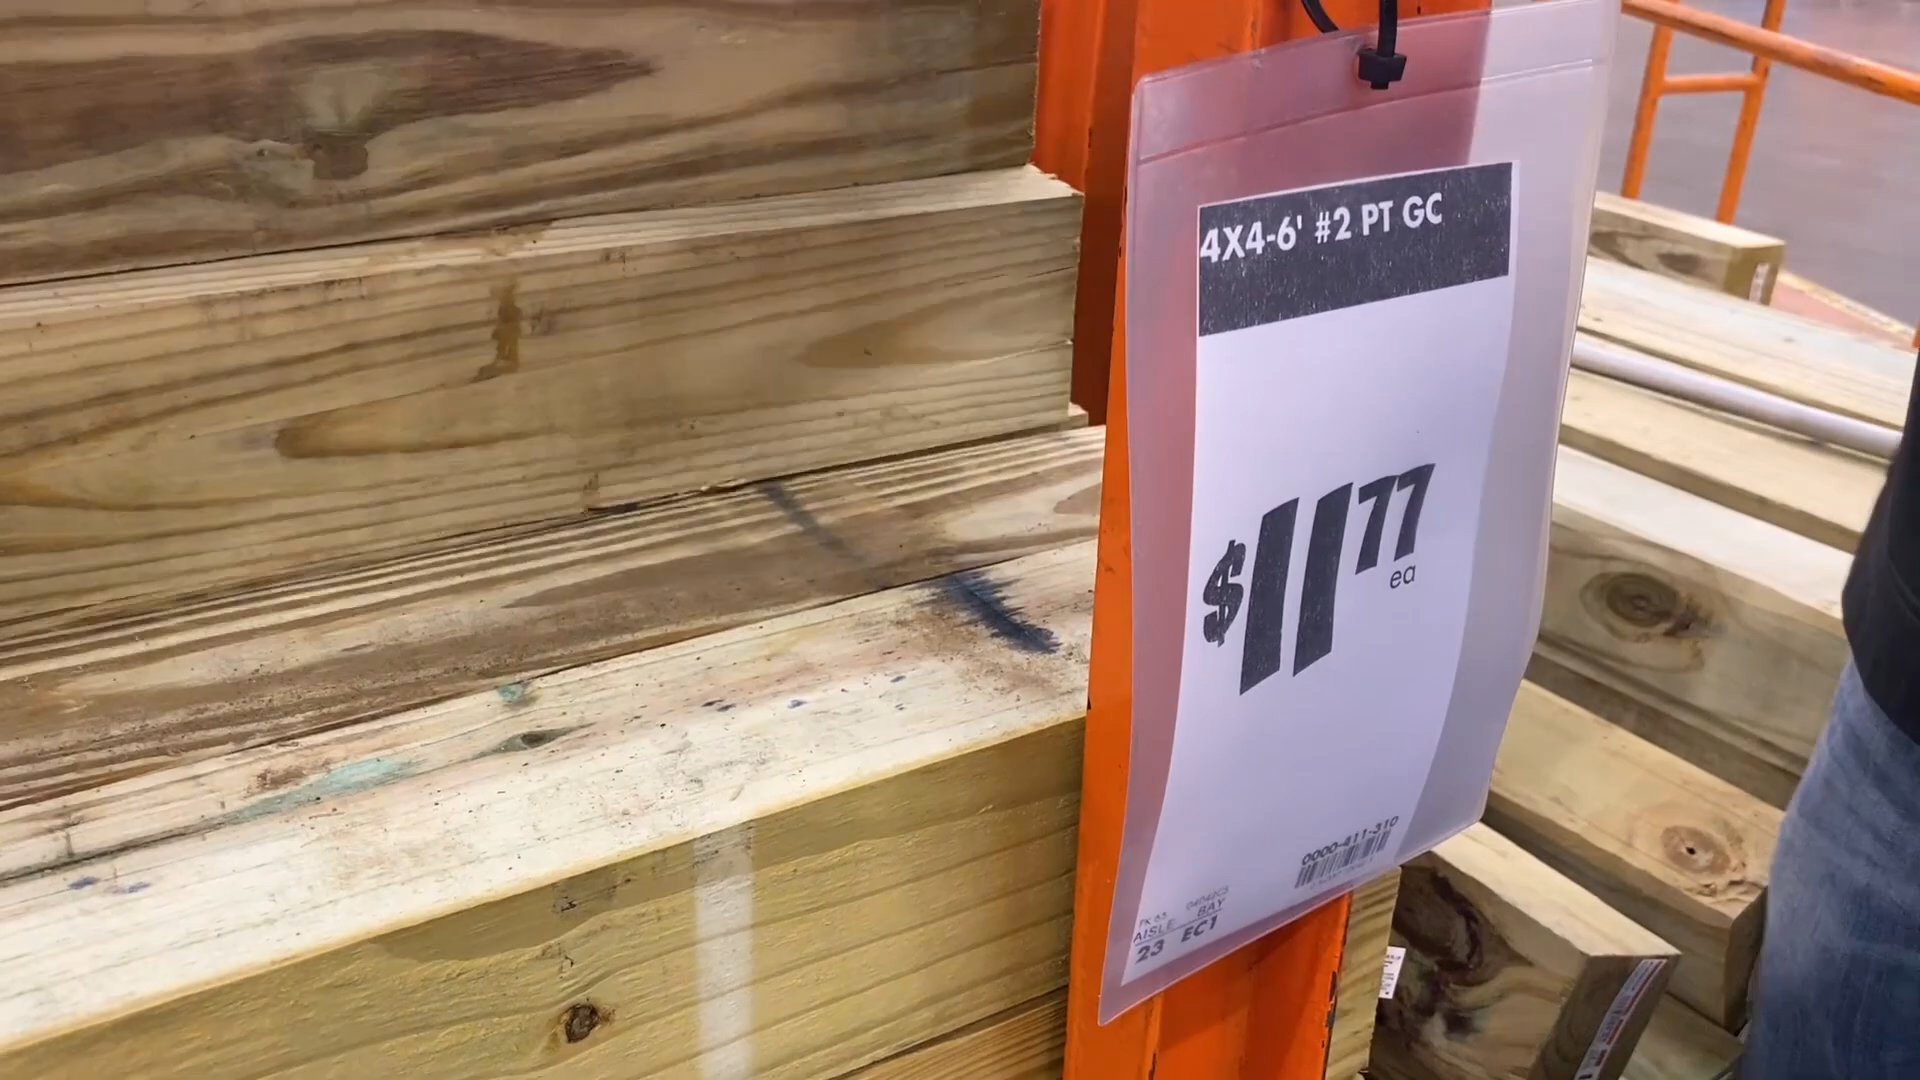 4X4-6' #2 PT GC
$11 77
ea
0000-411-310
AISLE BAY
23 EC1